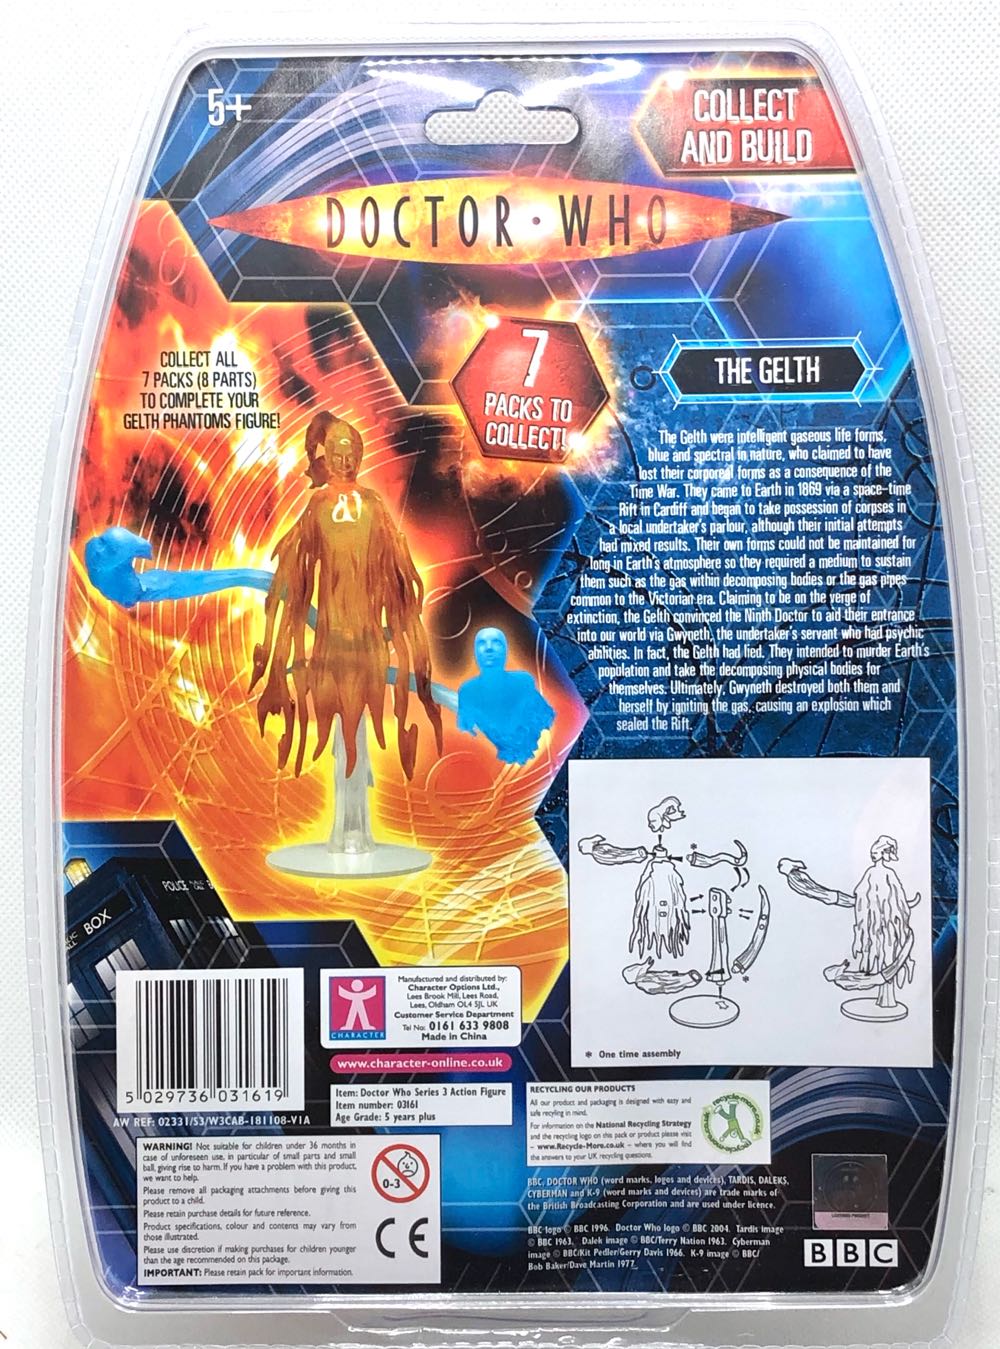 5+
COLLECT
AND BUILD
DOCTOR·WHO
COLLECT ALL
7 PACKS (8 PARTS)
TO COMPLETE YOUR
GELTH PHANTOMS FIGURE!
7
PACKS TO
COLLECT!
THE GELTH
The Gelth were intelligent gaseous life forms,
blue and spectral in nature, who claimed to have
lost their corporeal forms as a consequence of the
Time War. They came to Earth in 1869 via a space-time
Rift in Cardiff and began to take possession of corpses in
a local undertaker's parlour, although their initial attempts
had mixed results. Their own forms could not be maintained for
long in Earth's atmosphere so they required a medium to sustain
them such as the gas within decomposing bodies or the gas pipes
common to the Victorian era. Claiming to be on the verge of
extinction, the Gelth convinced the Ninth Doctor to aid their entrance
into our world via Gwyneth, the undertaker's servant who had psychic
abilities. In fact, the Gelth had lied. They intended to murder Earth's
population and take the decomposing physical bodies for
themselves. Ultimately, Gwyneth destroyed both them and
herself by igniting the gas, causing an explosion which
sealed the Rift.
*
*
* One time assembly
POLICE
BOX
5 029736 031619
AW REF: 02331/S3/W3CAB-181108-V1A
CHARACTER
Manufactured and distributed by:
Character Options Ltd.,
Lees Brook Mill, Lees Road,
Lees, Oldham OL4 5JL UK
Customer Service Department
Tel No: 0161 633 9808
Made in China
www.character-online.co.uk
Item: Doctor Who Series 3 Action Figure
Item number: 03161
Age Grade: 5 years plus
RECYCLING OUR PRODUCTS
All our product and packaging is designed with easy and
safe recycling in mind.
For information on the National Recycling Strategy
and the recycling logo on this pack or product please visit
- www.Recycle-More.co.uk - where you will find
the answers to your UK recycling questions.
recycle-more.co.uk
WARNING! Not suitable for children under 36 months in
case of unforeseen use, in particular of small parts and small
ball, giving rise to harm. If you have a problem with this product,
we want to help.
Please remove all packaging attachments before giving this
product to a child.
Please retain purchase details for future reference.
Product specifications, colour and contents may vary from
those illustrated.
Please use discretion if making purchases for children younger
than the age recommended on this package.
IMPORTANT: Please retain pack for important information.
0-3
CE
BBC, DOCTOR WHO (word marks, logos and devices), TARDIS, DALEKS,
CYBERMAN and K-9 (word marks and devices) are trade marks of
the British Broadcasting Corporation and are used under licence.
BBC logo © BBC 1996. Doctor Who logo © BBC 2004. Tardis image
© BBC 1963. Dalek image © BBC/Terry Nation 1963. Cyberman
image © BBC/Kit Pedler/Gerry Davis 1966. K-9 image © BBC/
Bob Baker/Dave Martin 1977.
BBC